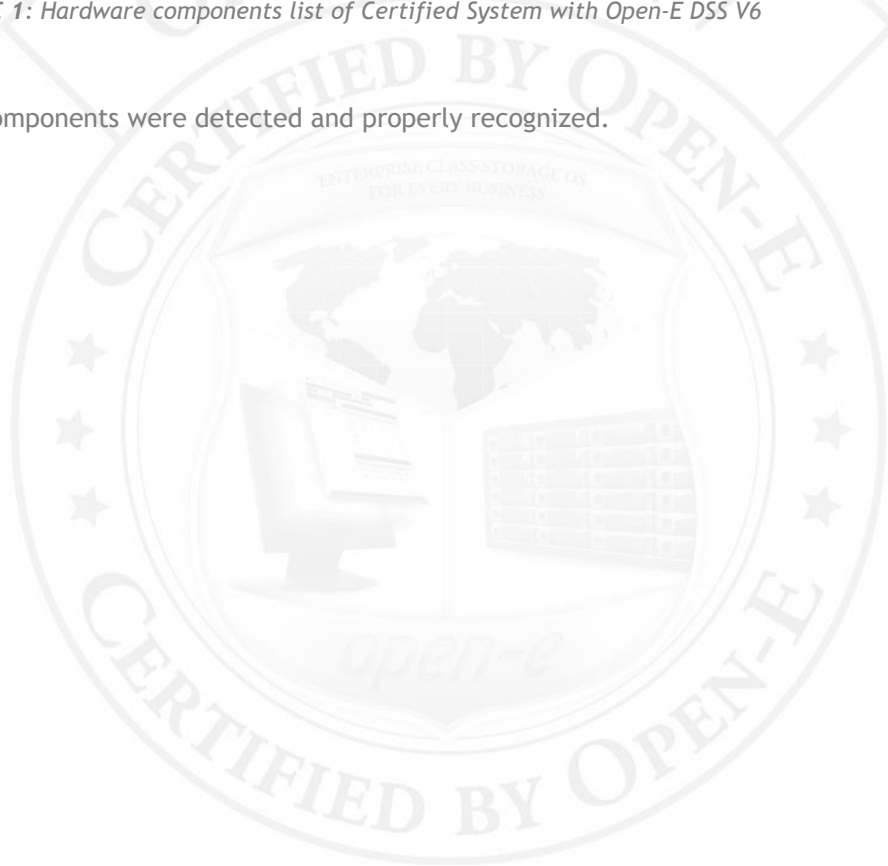 E 1: Hardware components list of Certified System with Open-E DSS V6
omponents were detected and properly recognized.
CERTIFIED BY OPEN-E
ENTERPRISE CLASS STORAGE OS
FOR EVERY BUSINESS
open-e
CERTIFIED BY OPEN-E